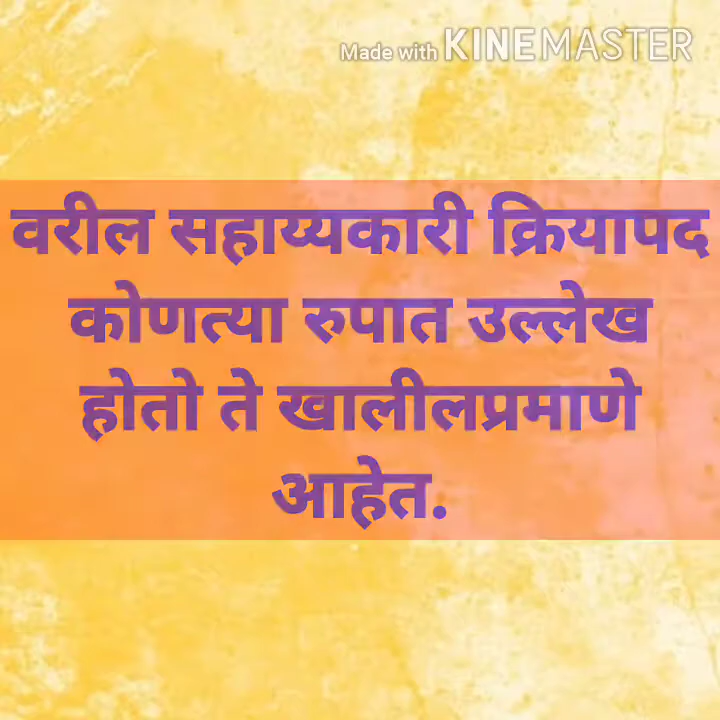 Made with KINEMASTER
वरील सहाय्यकारी क्रियापद
कोणत्या रुपात उल्लेख
होतो ते खालीलप्रमाणे
आहेत.